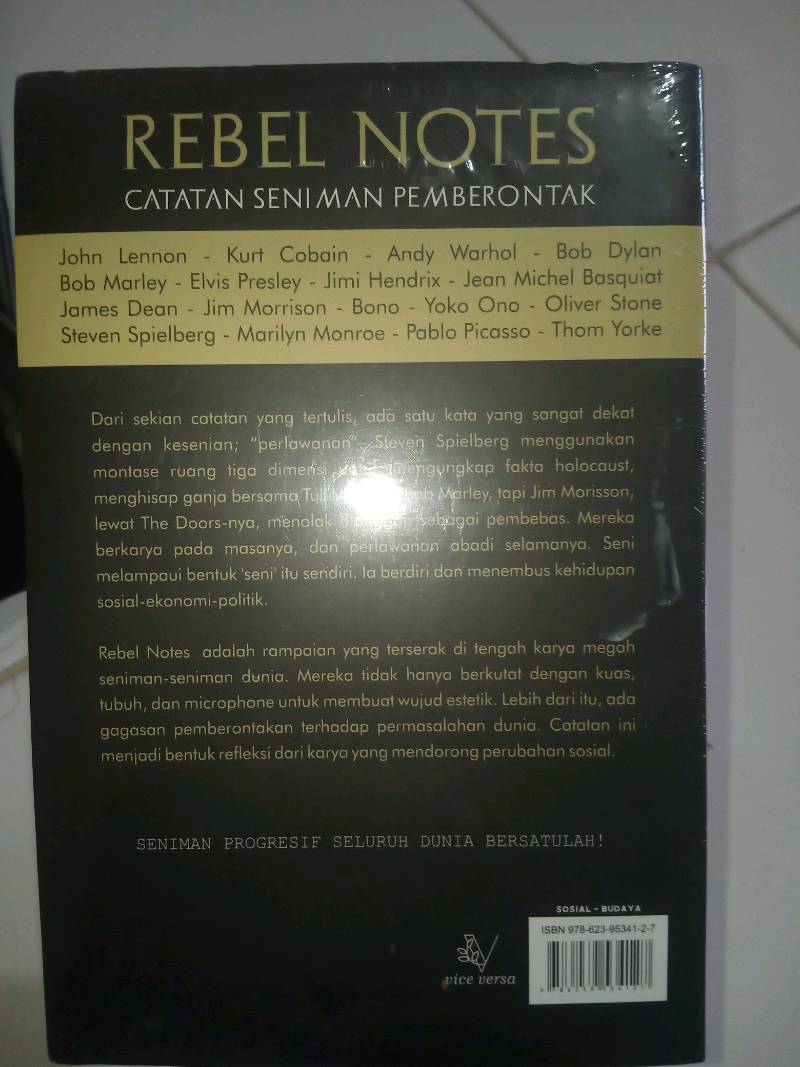 REBEL NOTES
CATATAN SENIMAN PEMBERONTAK
John Lennon - Kurt Cobain - Andy Warhol - Bob Dylan
Bob Marley - Elvis Presley - Jimi Hendrix - Jean Michel Basquiat
James Dean - Jim Morrison - Bono - Yoko Ono - Oliver Stone
Steven Spielberg - Marilyn Monroe - Pablo Picasso - Thom Yorke
Dari sekian catatan yang tertulis, ada satu kata yang sangat dekat
dengan kesenian; "perlawanan". Steven Spielberg menggunakan
montase ruang tiga dimensi mengungkap fakta holocaust,
menghisap ganja bersama Marley, tapi Jim Morisson,
lewat The Doors-nya, menolak sebagai pembebas. Mereka
berkarya pada masanya, dan perlawanan abadi selamanya. Seni
melampaui bentuk 'seni' itu sendiri. Ia berdiri dan menembus kehidupan
sosial-ekonomi-politik.
Rebel Notes adalah rampaian yang terserak di tengah karya megah
seniman-seniman dunia. Mereka tidak hanya berkutat dengan kuas,
tubuh, dan microphone untuk membuat wujud estetik. Lebih dari itu, ada
gagasan pemberontakan terhadap permasalahan dunia. Catatan ini
menjadi bentuk refleksi dari karya yang mendorong perubahan sosial.
SENIMAN PROGRESIF SELURUH DUNIA BERSATULAH!
SOSIAL - BUDAYA
ISBN 978-623-95341-2-7
vice versa